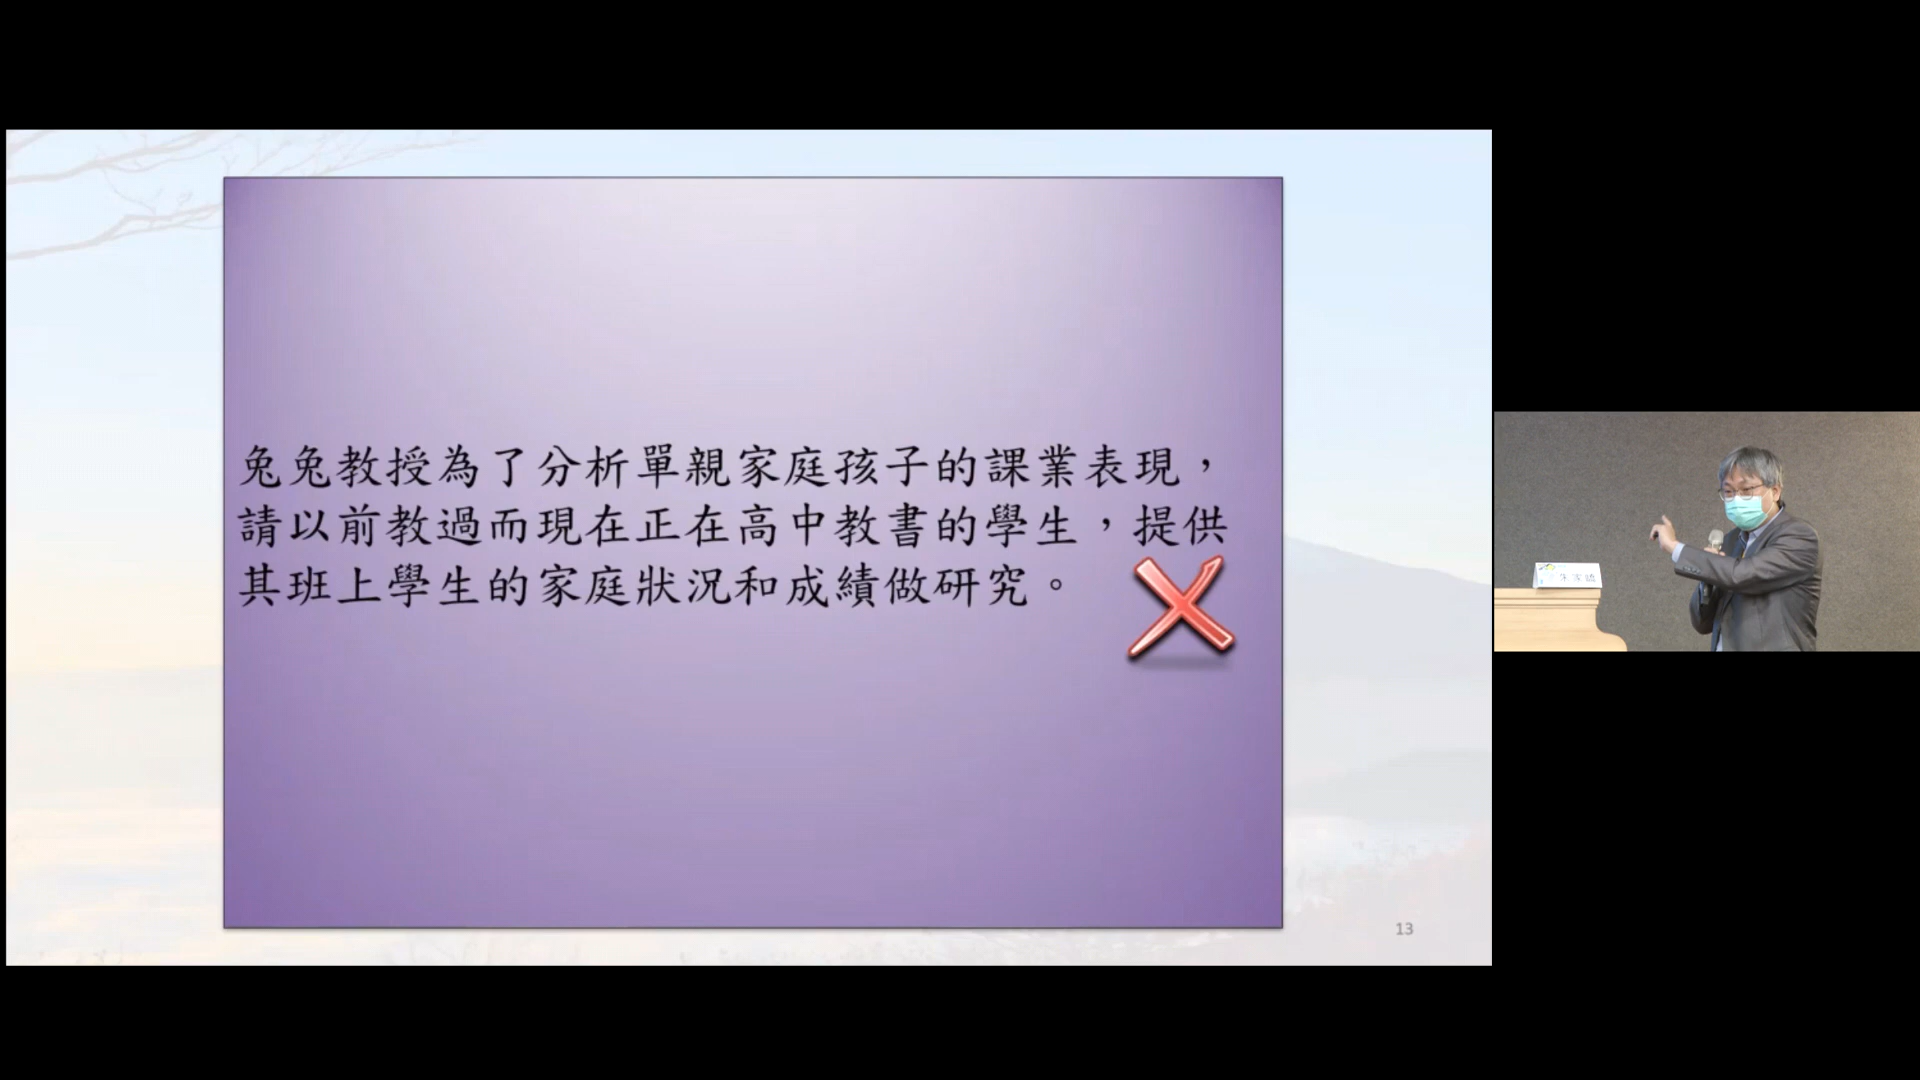 兔兔教授為了分析單親家庭孩子的課業表現，
請以前教過而現在正在高中教書的學生，提供
其班上學生的家庭狀況和成績做研究。
13